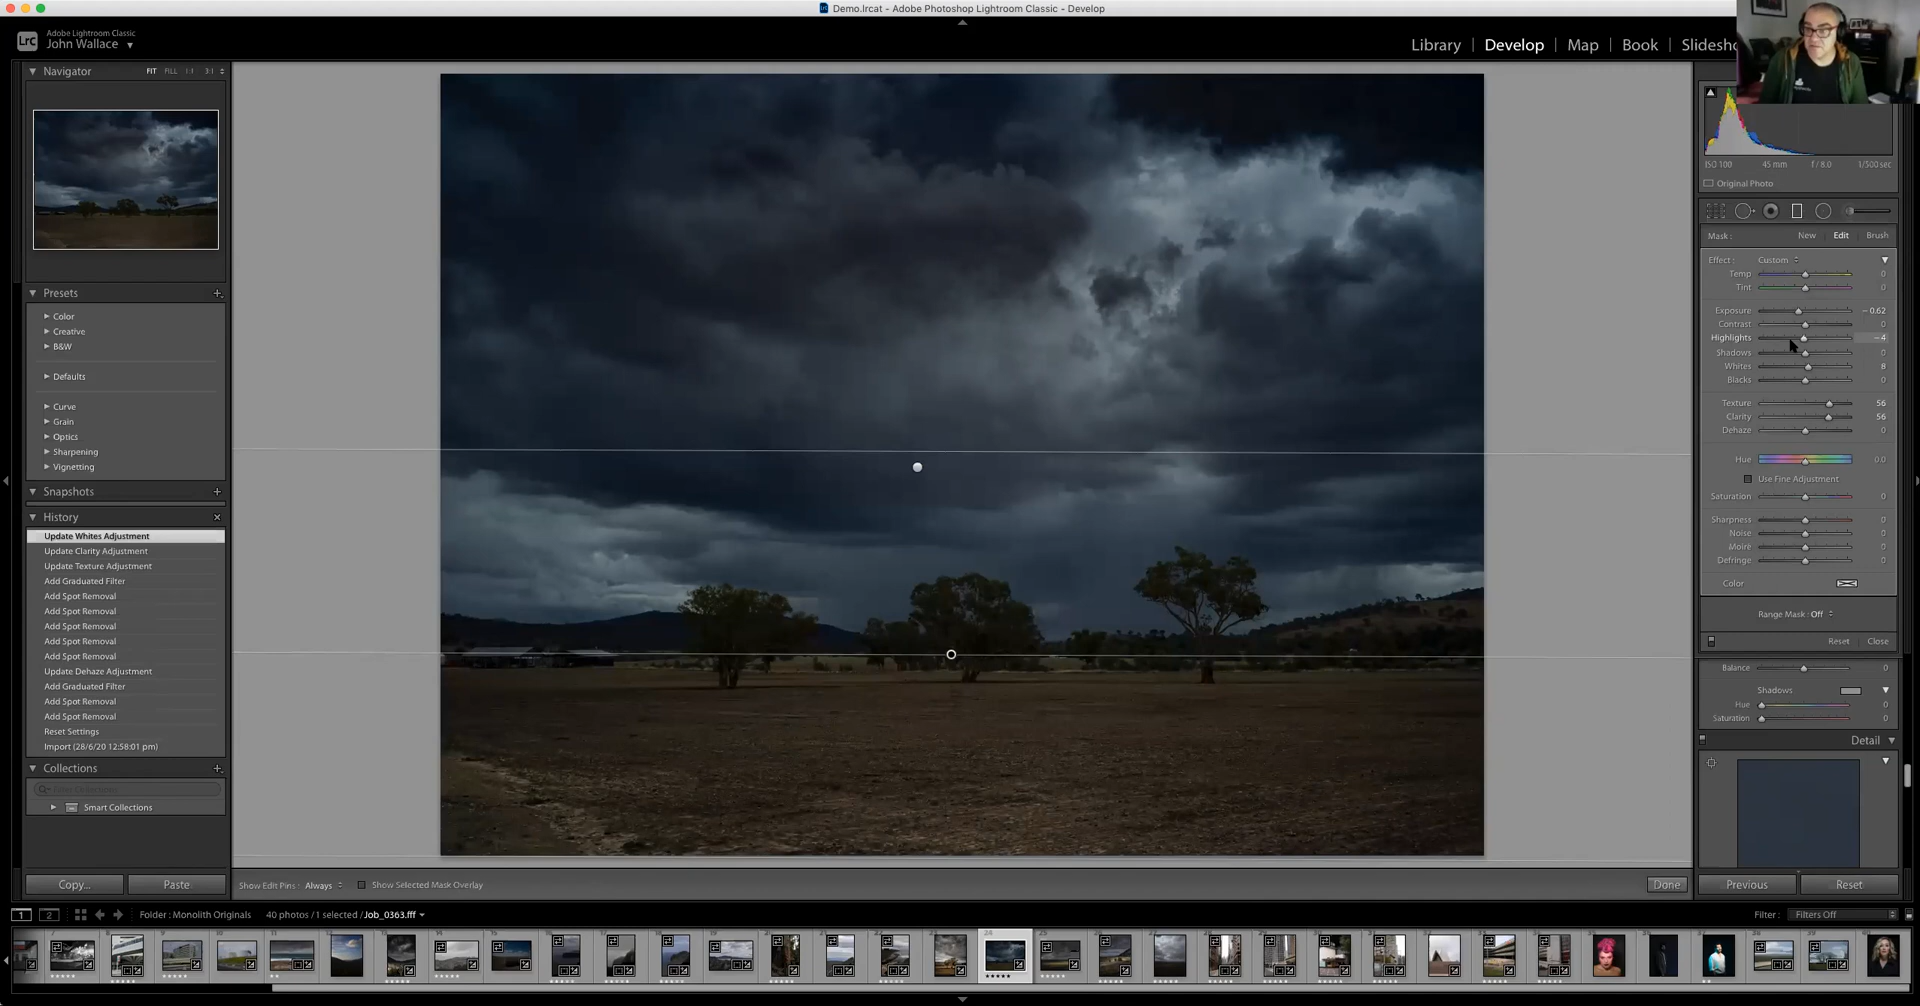 Demo.lrcat - Adobe Photoshop Lightroom Classic - Develop
LrC
Adobe Lightroom Classic
John Wallace
Library | Develop | Map | Book | Slidesho
Navigator FIT FILL 1:1 3:1
Presets
Color
Creative
B&W
Defaults
Curve
Grain
Optics
Sharpening
Vignetting
Snapshots
History
Update Whites Adjustment
Update Clarity Adjustment
Update Texture Adjustment
Add Graduated Filter
Add Spot Removal
Add Spot Removal
Add Spot Removal
Add Spot Removal
Add Spot Removal
Update Dehaze Adjustment
Add Graduated Filter
Add Spot Removal
Add Spot Removal
Reset Settings
Import (28/6/20 12:58:01 pm)
Collections
Smart Collections
Copy... Paste
ISO 100 45 mm f / 8.0 1/500 sec
Original Photo
Mask : New Edit Brush
Effect : Custom
Temp 0
Tint 0
Exposure - 0.62
Contrast 0
Highlights - 4
Shadows 0
Whites 8
Blacks 0
Texture 56
Clarity 56
Dehaze 0
Hue 0.0
Use Fine Adjustment
Saturation 0
Sharpness 0
Noise 0
Moiré 0
Defringe 0
Color
Range Mask : Off
Reset Close
Balance 0
Shadows
Hue 0
Saturation 0
Detail
Previous Reset
Show Edit Pins : Always Show Selected Mask Overlay Done
1 2 Folder : Monolith Originals 40 photos / 1 selected / Job_0363.fff Filter : Filters Off